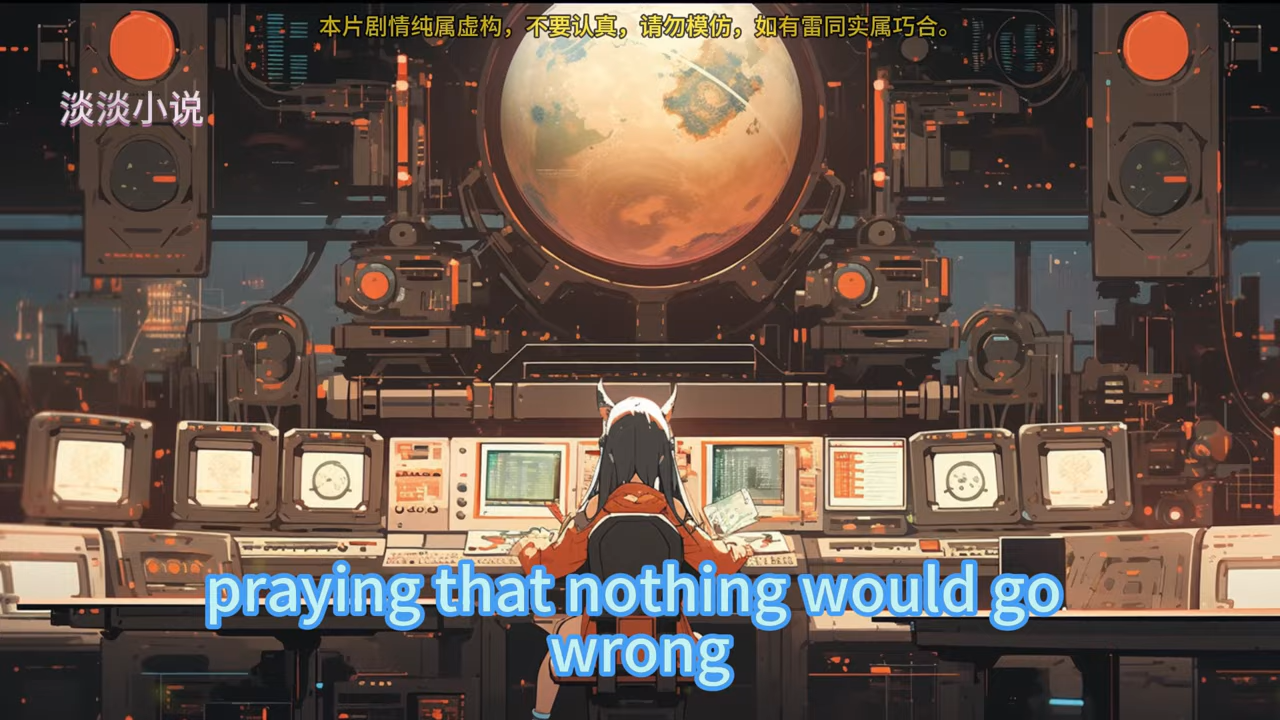 本片剧情纯属虚构，不要认真，请勿模仿，如有雷同实属巧合。
淡淡小说
praying that nothing would go
wrong